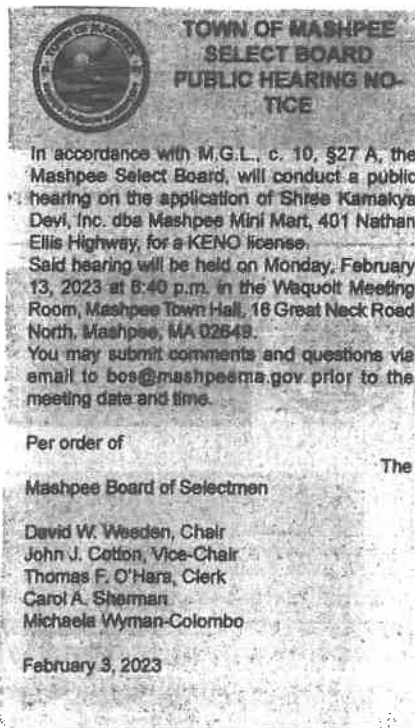 TOWN OF MASHPEE
TOWN OF MASHPEE
SELECT BOARD
PUBLIC HEARING NO-
TICE
In accordance with M.G.L., c. 10, §27 A, the
Mashpee Select Board, will conduct a public
hearing on the application of Shree Kamakya
Devi, Inc. dba Mashpee Mini Mart, 401 Nathan
Ellis Highway, for a KENO license.
Said hearing will be held on Monday, February
13, 2023 at 6:40 p.m. in the Waquoit Meeting
Room, Mashpee Town Hall, 16 Great Neck Road
North, Mashpee, MA 02649.
You may submit comments and questions via
email to bos@mashpeema.gov prior to the
meeting date and time.
Per order of
The
Mashpee Board of Selectmen
David W. Weeden, Chair
John J. Cotton, Vice-Chair
Thomas F. O'Hara, Clerk
Carol A. Sherman
Michaela Wyman-Colombo
February 3, 2023